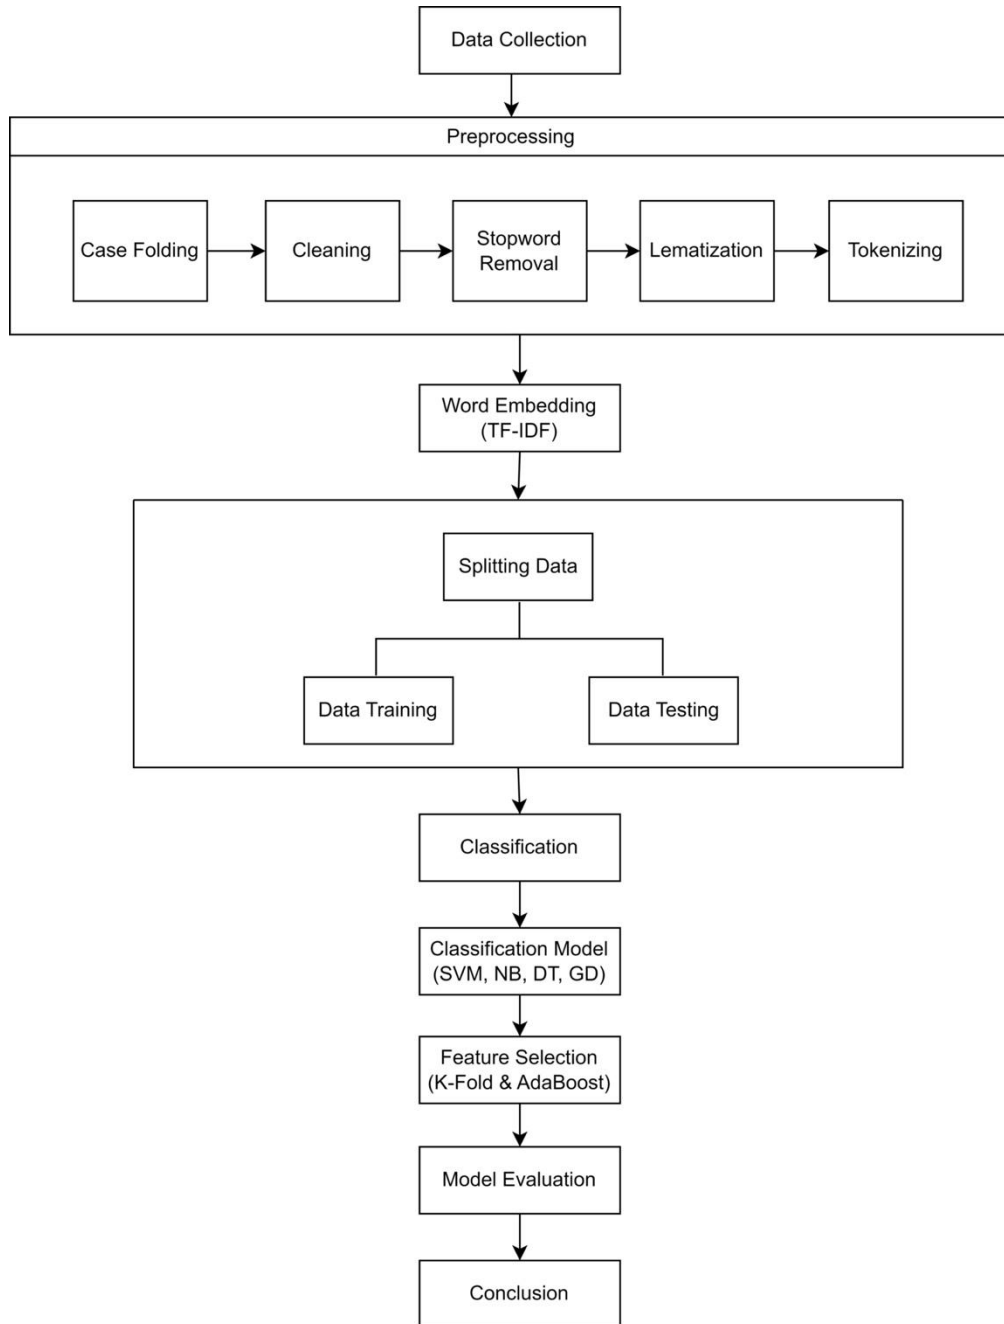 Data Collection
Preprocessing
Case Folding
Cleaning
Stopword
Removal
Lematization
Tokenizing
Word Embedding
(TF-IDF)
Splitting Data
Data Training
Data Testing
Classification
Classification Model
(SVM, NB, DT, GD)
Feature Selection
(K-Fold & AdaBoost)
Model Evaluation
Conclusion